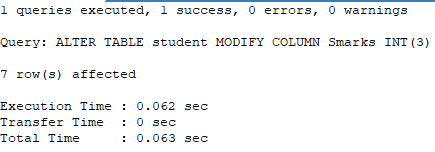 1 queries executed, 1 success, 0 errors, 0 warnings
Query: ALTER TABLE student MODIFY COLUMN Smarks INT(3)
7 row(s) affected
Execution Time : 0.062 sec
Transfer Time  : 0 sec
Total Time     : 0.063 sec